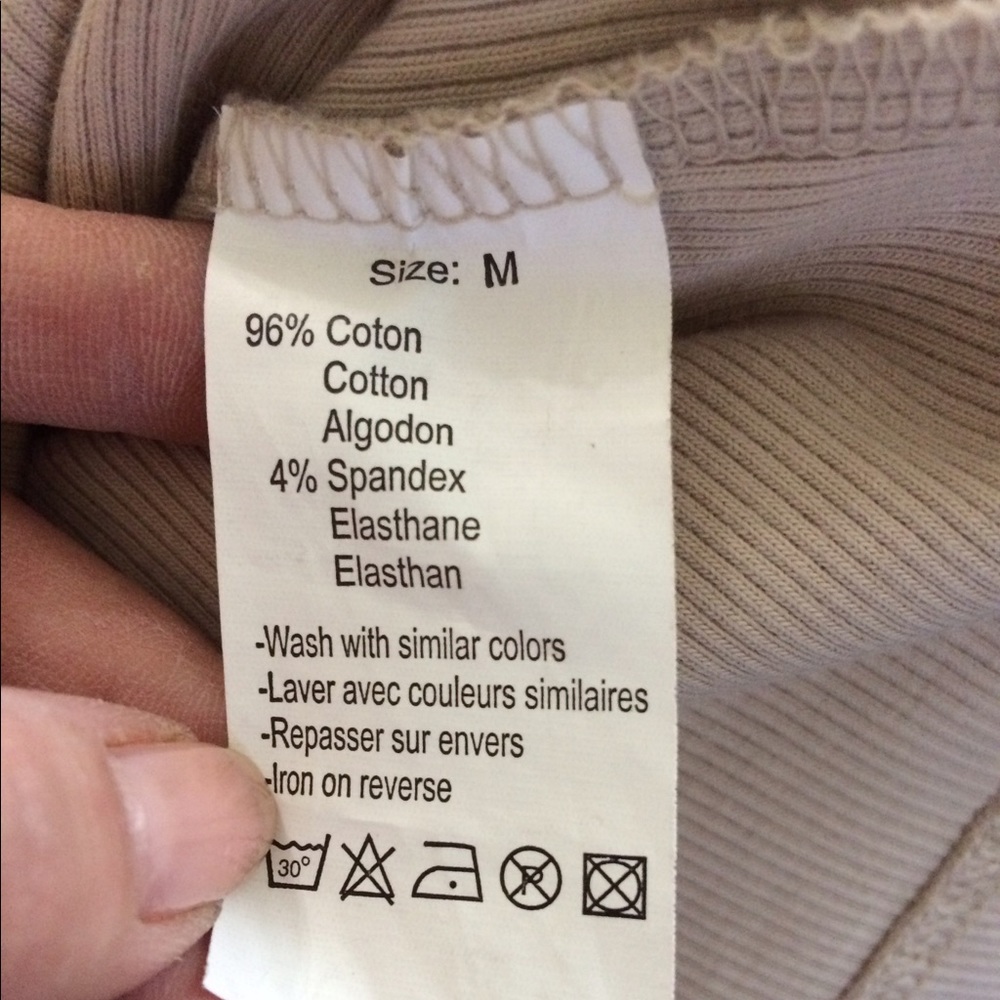 Size: M
96% Coton
Cotton
Algodon
4% Spandex
Elasthane
Elasthan
-Wash with similar colors
-Laver avec couleurs similaires
-Repasser sur envers
-Iron on reverse
30° P